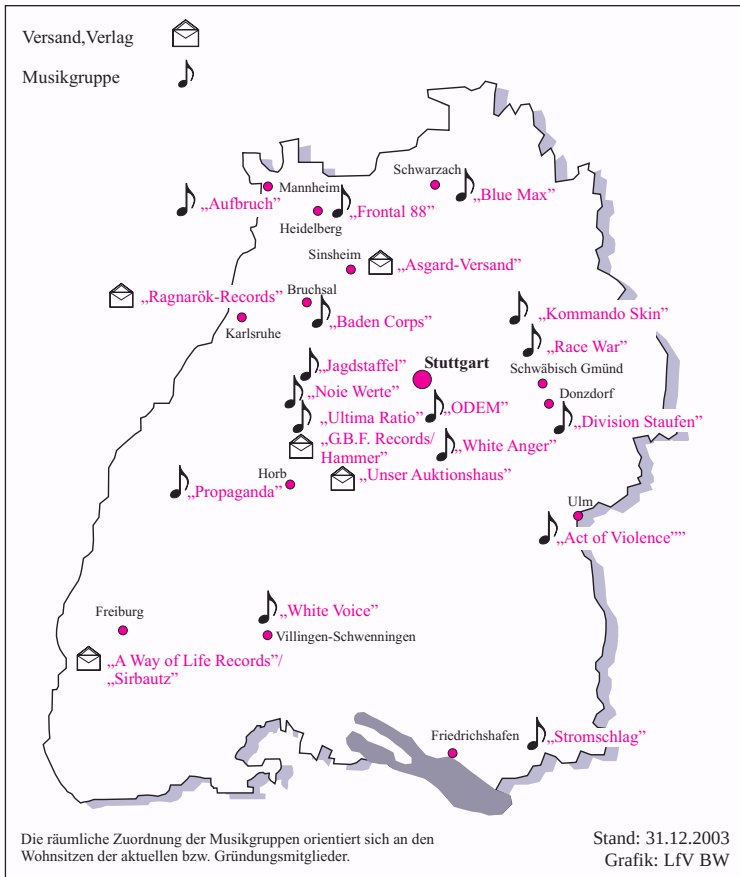 Versand,Verlag
Musikgruppe
Schwarzach
Mannheim
„Blue Max”
„Aufbruch”
„Frontal 88”
Heidelberg
Sinsheim
„Asgard-Versand”
Bruchsal
„Ragnarök-Records”
„Kommando Skin”
„Baden Corps”
Karlsruhe
„Race War”
Stuttgart
„Jagdstaffel”
Schwäbisch Gmünd
„Noie Werte”
Donzdorf
„ODEM”
„Ultima Ratio”
„Division Staufen”
„G.B.F. Records/
Hammer”
„White Anger”
Horb
„Unser Auktionshaus”
„Propaganda”
Ulm
„Act of Violence””
Freiburg
„White Voice”
Villingen-Schwenningen
„A Way of Life Records”/
„Sirbautz”
Friedrichshafen
„Stromschlag”
Die räumliche Zuordnung der Musikgruppen orientiert sich an den
Wohnsitzen der aktuellen bzw. Gründungsmitglieder.
Stand: 31.12.2003
Grafik: LfV BW